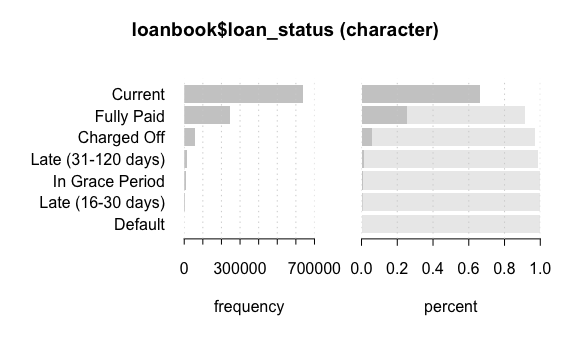 loanbook$loan_status (character)
Current
Fully Paid
Charged Off
Late (31-120 days)
In Grace Period
Late (16-30 days)
Default
0 300000 700000
0.0 0.2 0.4 0.6 0.8 1.0
frequency
percent